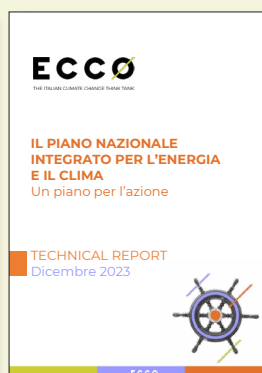 ECCØ
THE ITALIAN CLIMATE CHANGE THINK TANK
IL PIANO NAZIONALE
INTEGRATO PER L'ENERGIA
E IL CLIMA
Un piano per l'azione
TECHNICAL REPORT
Dicembre 2023
ECCO